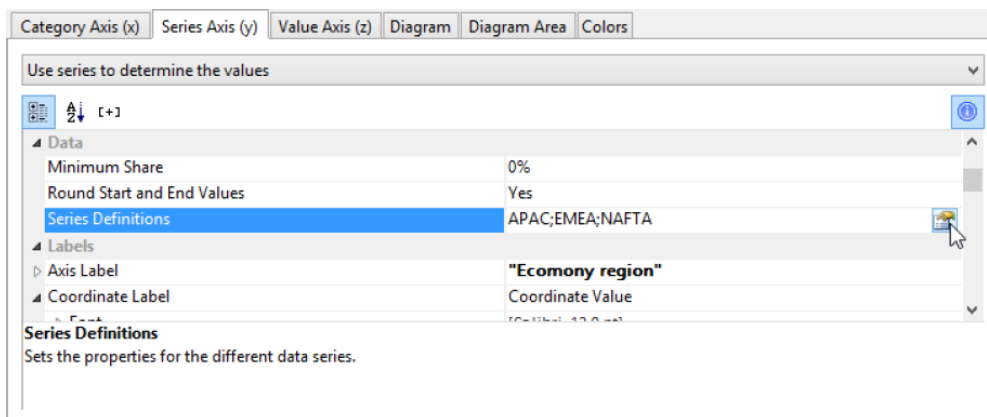 Category Axis (x) Series Axis (y) Value Axis (z) Diagram Diagram Area Colors
Use series to determine the values
[+]
Data
Minimum Share 0%
Round Start and End Values Yes
Series Definitions APAC;EMEA;NAFTA
Labels
Axis Label "Ecomony region"
Coordinate Label Coordinate Value
Series Definitions
Sets the properties for the different data series.